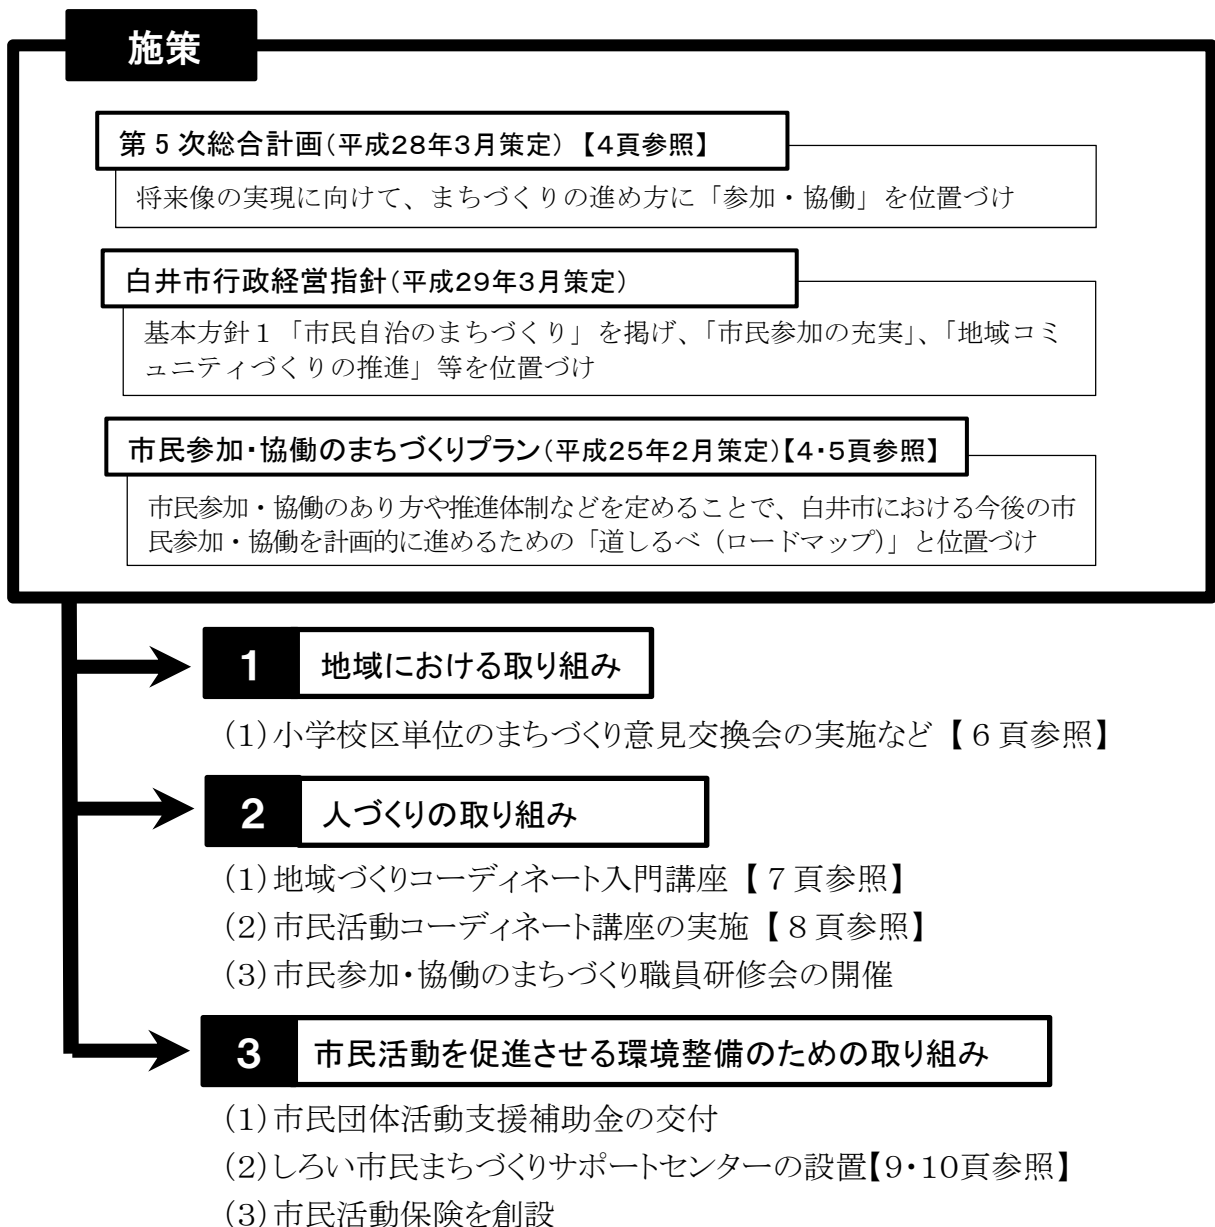 施策
第５次総合計画（平成２８年３月策定）【４頁参照】
将来像の実現に向けて、まちづくりの進め方に「参加・協働」を位置づけ
白井市行政経営指針（平成２９年３月策定）
基本方針１「市民自治のまちづくり」を掲げ、「市民参加の充実」、「地域コミ
ュニティづくりの推進」等を位置づけ
市民参加・協働のまちづくりプラン（平成２５年２月策定）【４・５頁参照】
市民参加・協働のあり方や推進体制などを定めることで、白井市における今後の市
民参加・協働を計画的に進めるための「道しるべ（ロードマップ）」と位置づけ
１ 地域における取り組み
（１）小学校区単位のまちづくり意見交換会の実施など【６頁参照】
２ 人づくりの取り組み
（１）地域づくりコーディネート入門講座【７頁参照】
（２）市民活動コーディネート講座の実施【８頁参照】
（３）市民参加・協働のまちづくり職員研修会の開催
３ 市民活動を促進させる環境整備のための取り組み
（１）市民団体活動支援補助金の交付
（２）しろい市民まちづくりサポートセンターの設置【９・１０頁参照】
（３）市民活動保険を創設